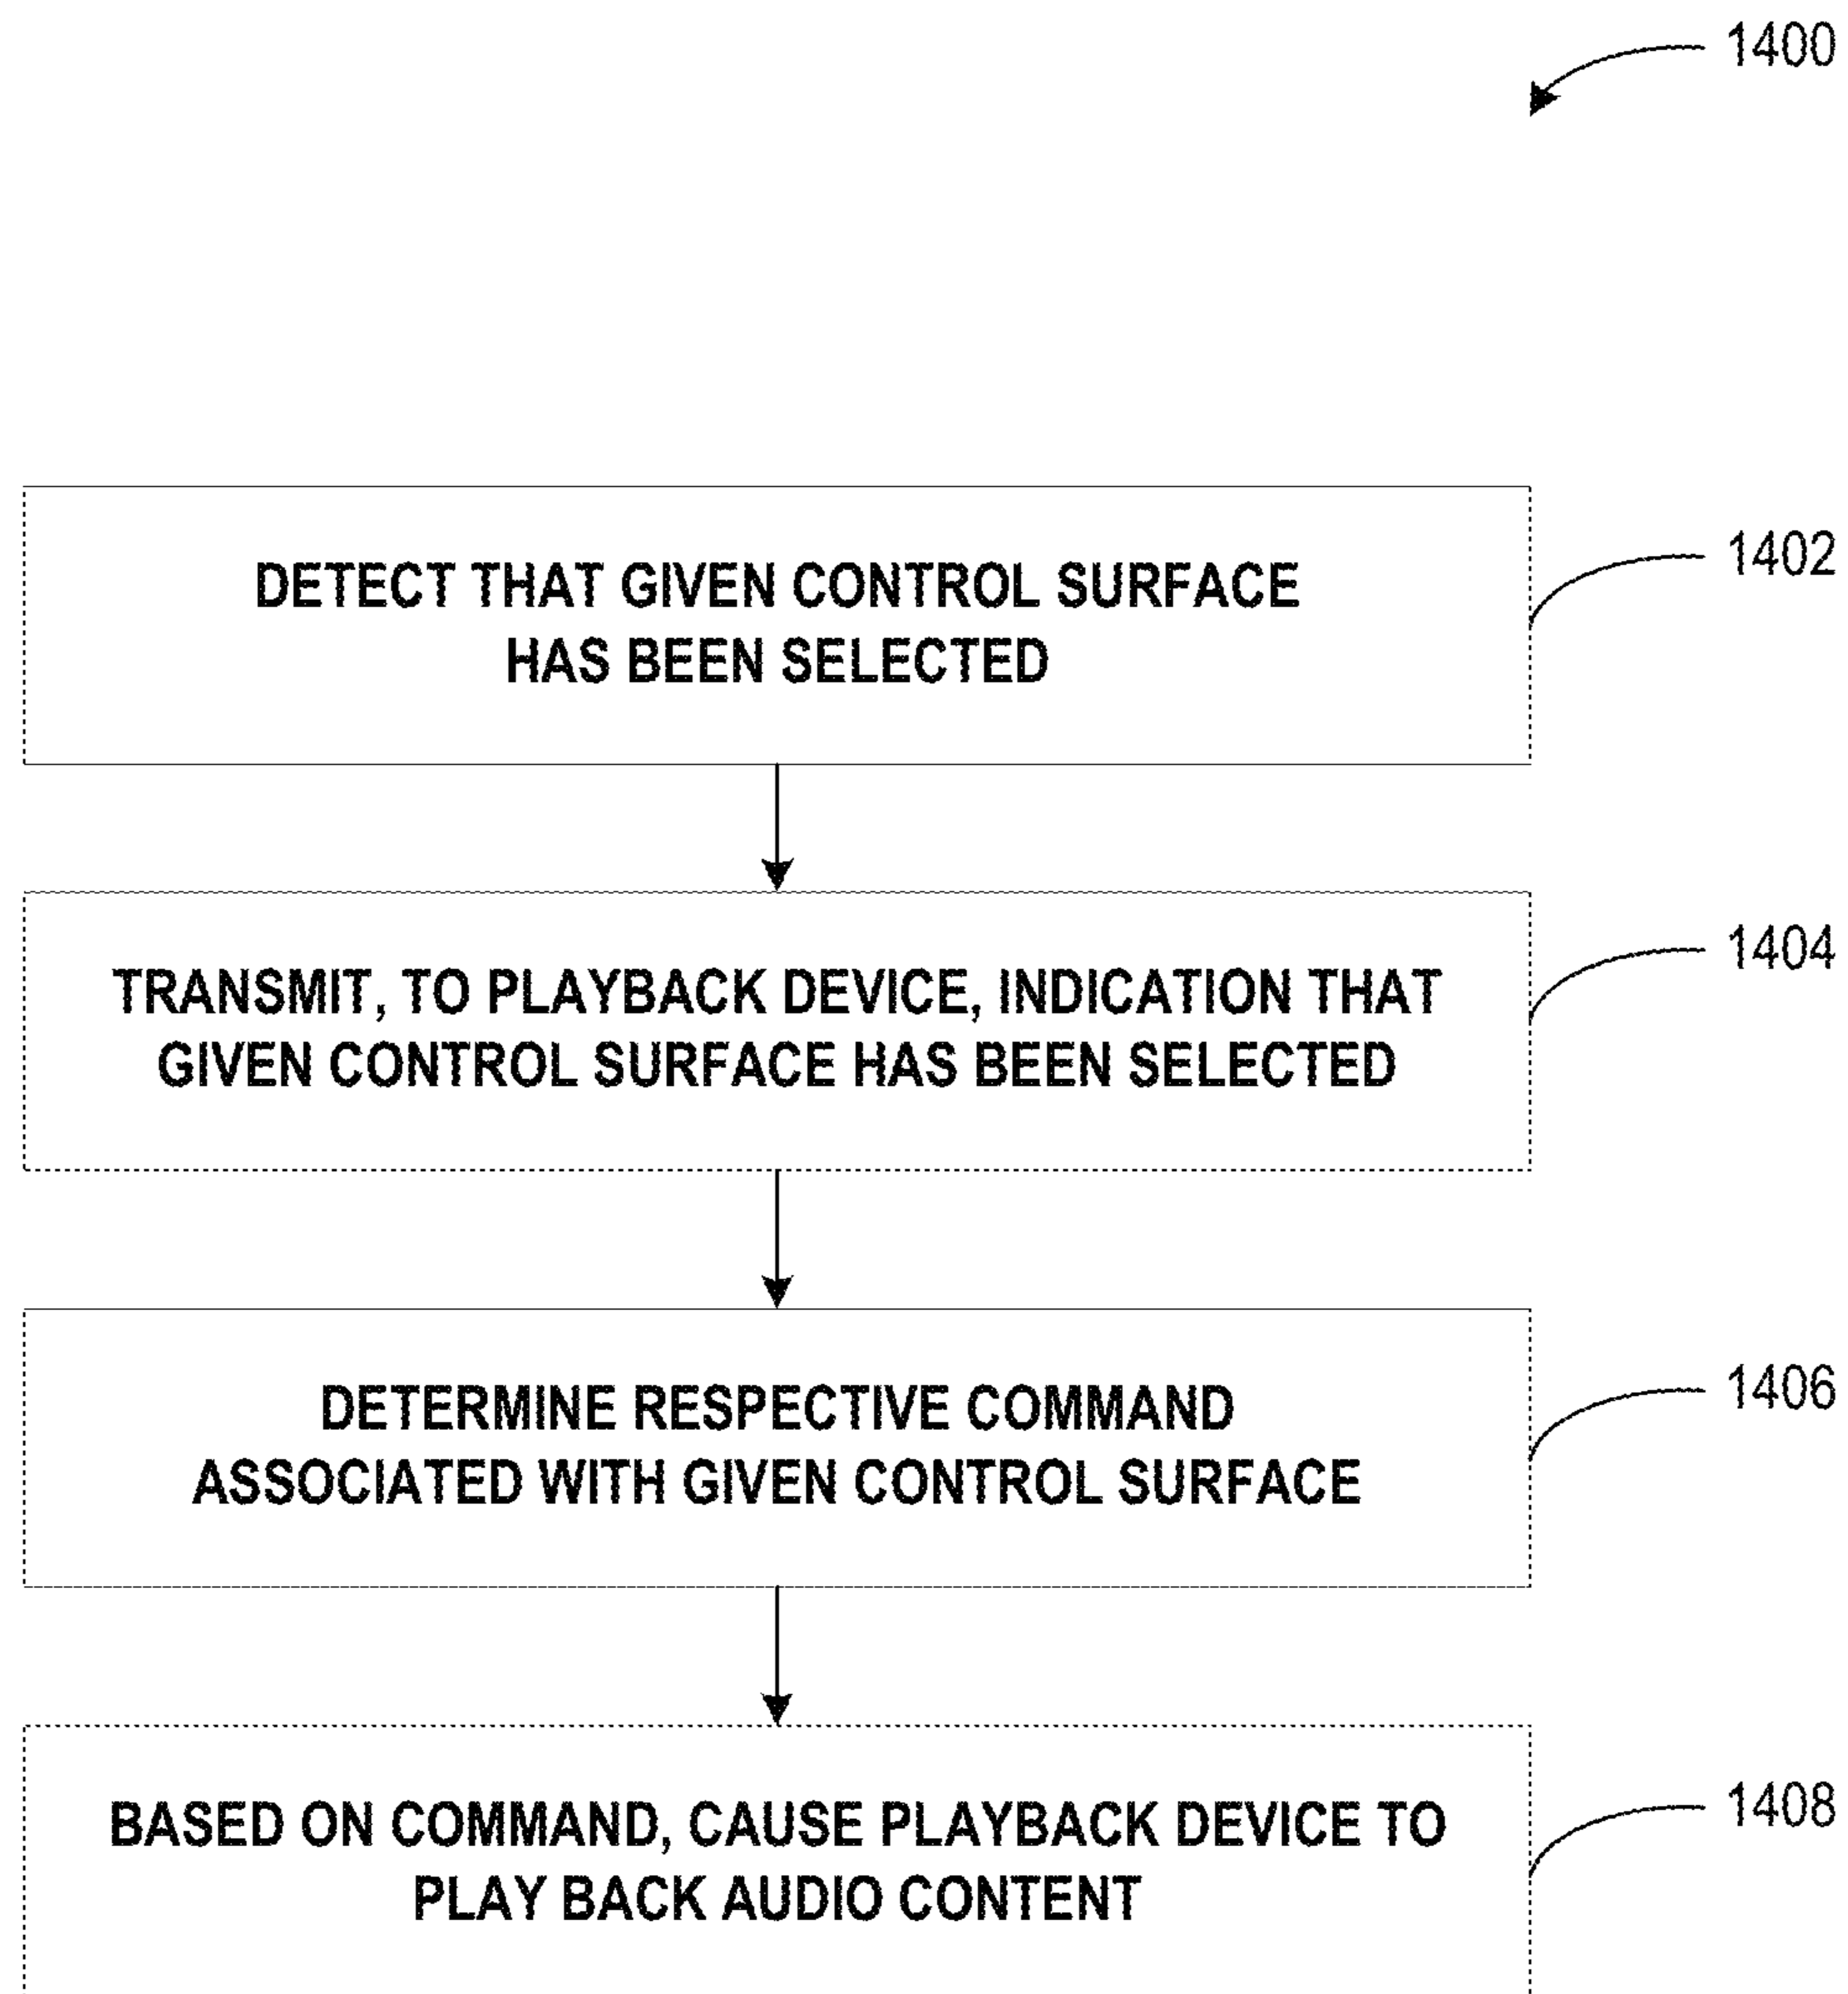 1400
DETECT THAT GIVEN CONTROL SURFACE
HAS BEEN SELECTED
1402
TRANSMIT, TO PLAYBACK DEVICE, INDICATION THAT
GIVEN CONTROL SURFACE HAS BEEN SELECTED
1404
DETERMINE RESPECTIVE COMMAND
ASSOCIATED WITH GIVEN CONTROL SURFACE
1406
BASED ON COMMAND, CAUSE PLAYBACK DEVICE TO
PLAY BACK AUDIO CONTENT
1408